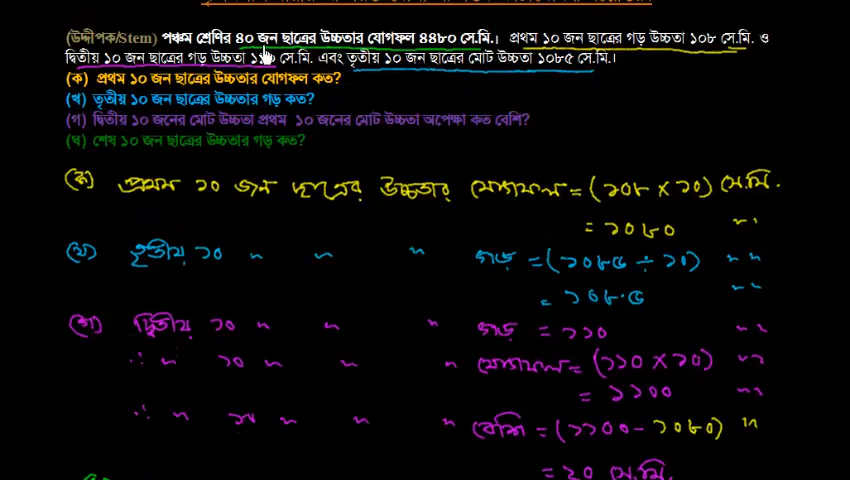 (উদ্দীপক/Stem) পঞ্চম শ্রেণির ৪০ জন ছাত্রের উচ্চতার যোগফল ৪৪৮০ সে.মি.। প্রথম ১০ জন ছাত্রের গড় উচ্চতা ১০৮ সে.মি. ও
দ্বিতীয় ১০ জন ছাত্রের গড় উচ্চতা সে.মি. এবং তৃতীয় ১০ জন ছাত্রের মোট উচ্চতা ১০৮৫ সে.মি.।
(ক) প্রথম ১০ জন ছাত্রের উচ্চতার যোগফল কত?
(খ) তৃতীয় ১০ জন ছাত্রের উচ্চতার গড় কত?
(গ) দ্বিতীয় ১০ জনের মোট উচ্চতা প্রথম ১০ জনের মোট উচ্চতা অপেক্ষা কত বেশি?
(ঘ) শেষ ১০ জন ছাত্রের উচ্চতার গড় কত?
(ক) প্রথম ১০ জন ছাত্রের উচ্চতার যোগফল = (১০৮ × ১০) সে.মি.
= ১০৮০ " "
(খ) তৃতীয় ১০ " " " গড় = (১০৮৫ ÷ ১০) " "
= ১০৮.৫ " "
(গ) দ্বিতীয় ১০ " " " গড় = ১১০ " "
∴ " ১০ " " " যোগফল = (১১০ × ১০) " "
= ১১০০ " "
∴ " ১০ " " " বেশি = (১১০০ - ১০৮০) "
= ২০ সে.মি.